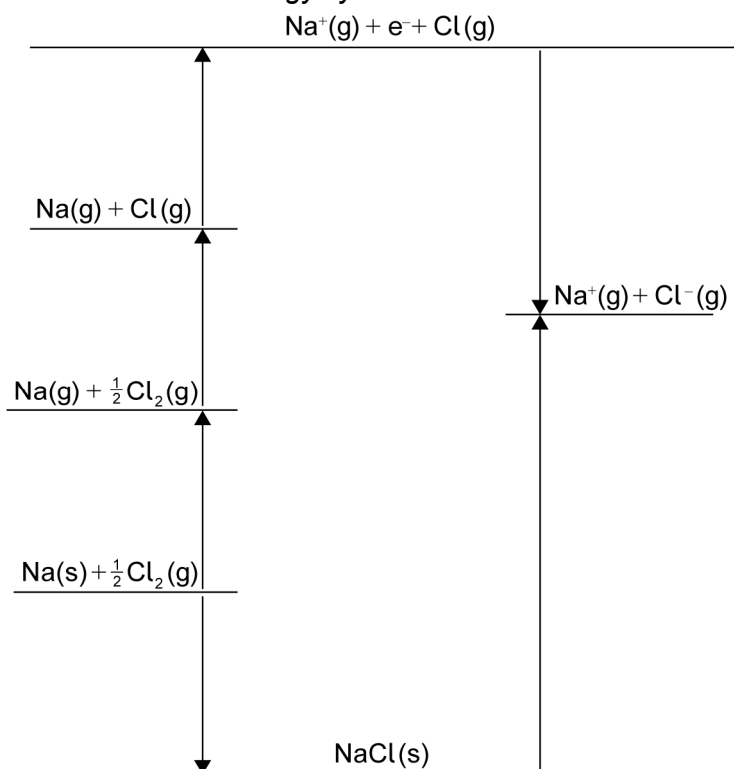 Na⁺(g) + e⁻+ Cl(g)
Na(g) + Cl(g)
Na⁺(g) + Cl⁻(g)
Na(g) + ½Cl₂(g)
Na(s)+½Cl₂(g)
NaCl(s)